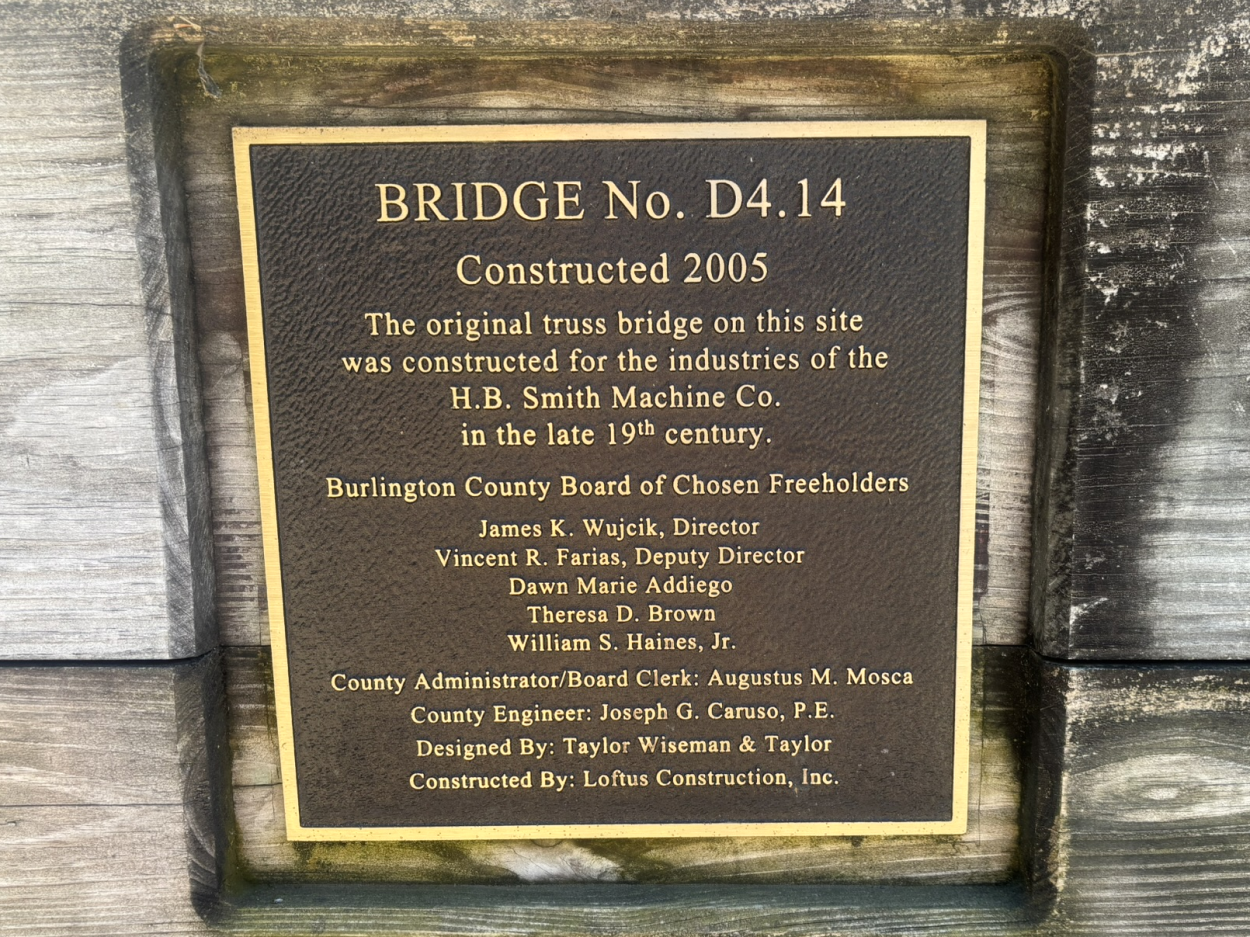 BRIDGE No. D4.14
Constructed 2005
The original truss bridge on this site
was constructed for the industries of the
H.B. Smith Machine Co.
in the late 19th century.
Burlington County Board of Chosen Freeholders
James K. Wujcik, Director
Vincent R. Farias, Deputy Director
Dawn Marie Addiego
Theresa D. Brown
William S. Haines, Jr.
County Administrator/Board Clerk: Augustus M. Mosca
County Engineer: Joseph G. Caruso, P.E.
Designed By: Taylor Wiseman & Taylor
Constructed By: Loftus Construction, Inc.